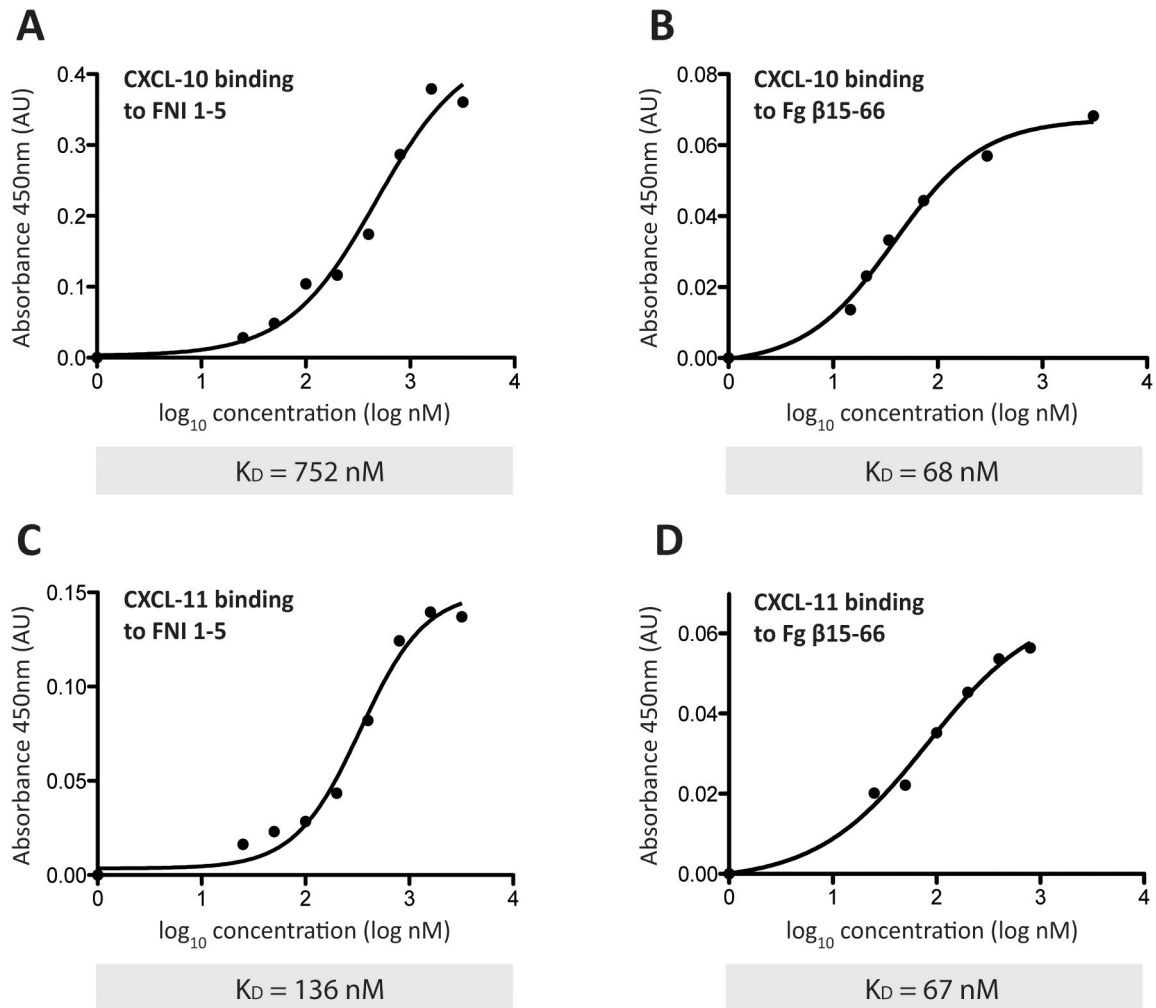 A
CXCL-10 binding
to FNI 1-5
Absorbance 450nm (AU)
0.4
0.3
0.2
0.1
0.0
0 1 2 3 4
log₁₀ concentration (log nM)
KD = 752 nM
B
CXCL-10 binding
to Fg β15-66
Absorbance 450nm (AU)
0.08
0.06
0.04
0.02
0.00
0 1 2 3 4
log₁₀ concentration (log nM)
KD = 68 nM
C
CXCL-11 binding
to FNI 1-5
Absorbance 450nm (AU)
0.15
0.10
0.05
0.00
0 1 2 3 4
log₁₀ concentration (log nM)
KD = 136 nM
D
CXCL-11 binding
to Fg β15-66
Absorbance 450nm (AU)
0.06
0.04
0.02
0.00
0 1 2 3 4
log₁₀ concentration (log nM)
KD = 67 nM